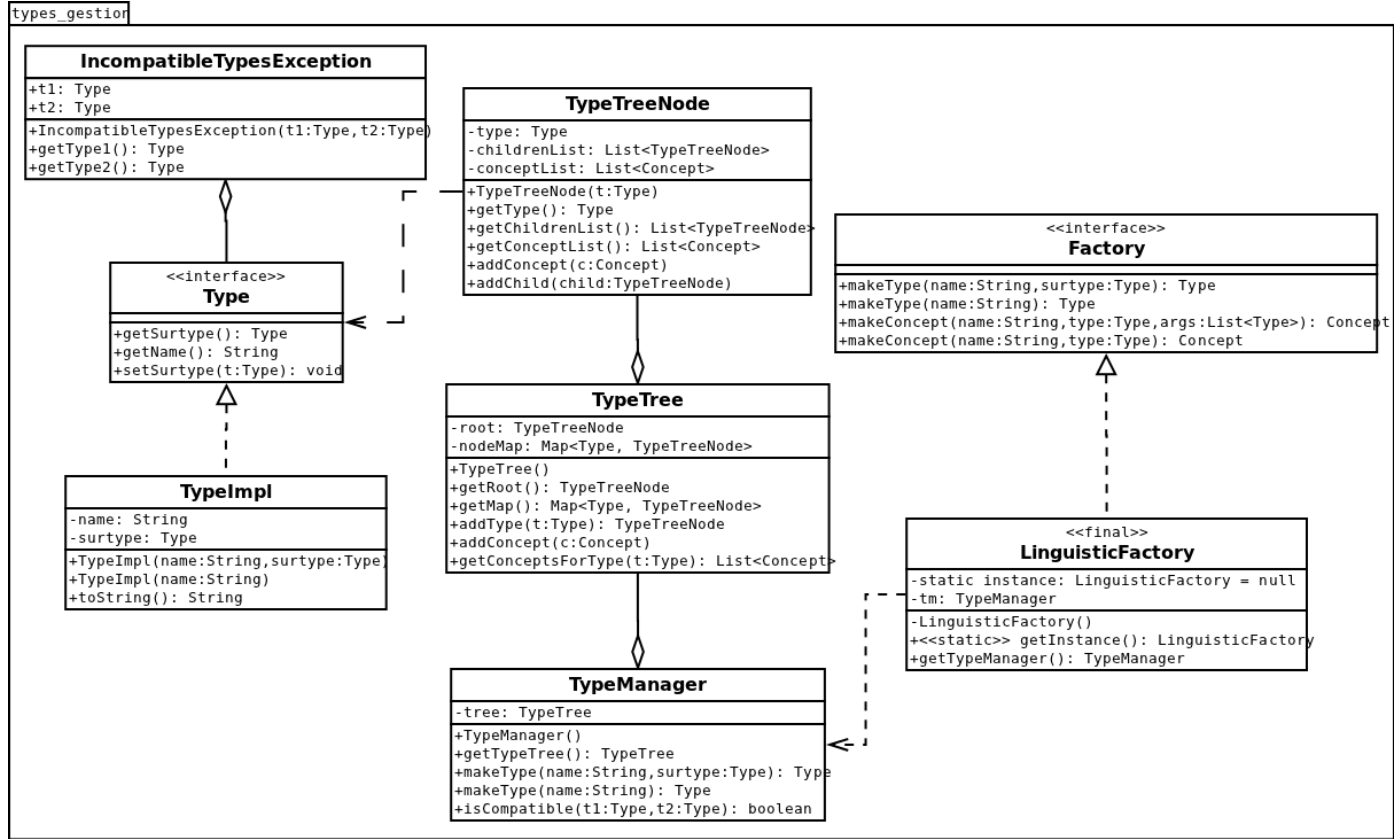 types_gestion
IncompatibleTypesException
+t1: Type
+t2: Type
+IncompatibleTypesException(t1:Type,t2:Type)
+getType1(): Type
+getType2(): Type
TypeTreeNode
-type: Type
-childrenList: List<TypeTreeNode>
-conceptList: List<Concept>
+TypeTreeNode(t:Type)
+getType(): Type
+getChildrenList(): List<TypeTreeNode>
+getConceptList(): List<Concept>
+addConcept(c:Concept)
+addChild(child:TypeTreeNode)
<<interface>>
Factory
+makeType(name:String,surtype:Type): Type
+makeType(name:String): Type
+makeConcept(name:String,type:Type,args:List<Type>): Concept
+makeConcept(name:String,type:Type): Concept
<<interface>>
Type
+getSurtype(): Type
+getName(): String
+setSurtype(t:Type): void
TypeTree
-root: TypeTreeNode
-nodeMap: Map<Type, TypeTreeNode>
+TypeTree()
+getRoot(): TypeTreeNode
+getMap(): Map<Type, TypeTreeNode>
+addType(t:Type): TypeTreeNode
+addConcept(c:Concept)
+getConceptsForType(t:Type): List<Concept>
TypeImpl
-name: String
-surtype: Type
+TypeImpl(name:String,surtype:Type)
+TypeImpl(name:String)
+toString(): String
<<final>>
LinguisticFactory
-static instance: LinguisticFactory = null
-tm: TypeManager
-LinguisticFactory()
+<<static>> getInstance(): LinguisticFactory
+getTypeManager(): TypeManager
TypeManager
-tree: TypeTree
+TypeManager()
+getTypeTree(): TypeTree
+makeType(name:String,surtype:Type): Type
+makeType(name:String): Type
+isCompatible(t1:Type,t2:Type): boolean